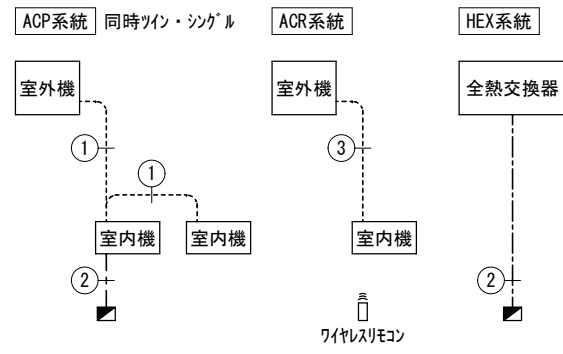 ACP系統 同時ﾂｲﾝ・ｼﾝｸﾞﾙ
ACR系統
HEX系統
室外機
室外機
全熱交換器
①
③
①
室内機
室内機
室内機
②
②
ﾜｲﾔﾚｽﾘﾓｺﾝ